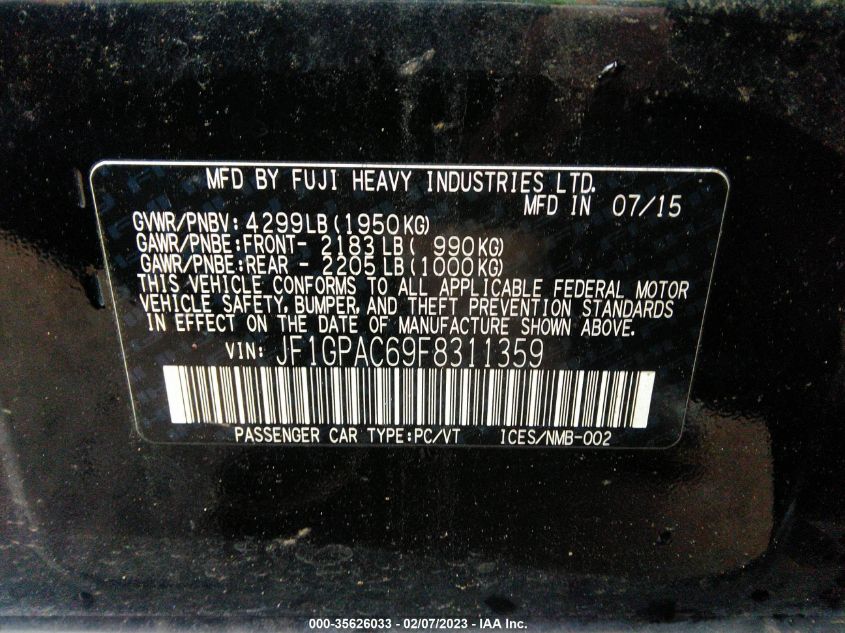 MFD BY FUJI HEAVY INDUSTRIES LTD.
MFD IN 07/15
GVWR/PNBV: 4299LB (1950KG)
GAWR/PNBE:FRONT- 2183 LB ( 990KG)
GAWR/PNBE:REAR - 2205 LB (1000KG)
THIS VEHICLE CONFORMS TO ALL APPLICABLE FEDERAL MOTOR
VEHICLE SAFETY, BUMPER, AND THEFT PREVENTION STANDARDS
IN EFFECT ON THE DATE OF MANUFACTURE SHOWN ABOVE.
VIN: JF1GPAC69F8311359
PASSENGER CAR TYPE:PC/VT ICES/NMB-002
000-35626033 - 02/07/2023 - IAA Inc.